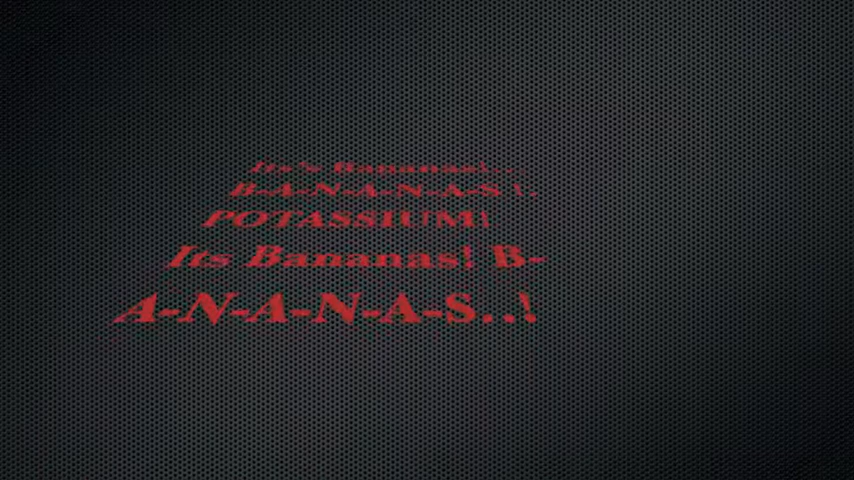 Its's Bananas!...
B-A-N-A-N-A-S !.
POTASSIUM!
Its Bananas! B-
A-N-A-N-A-S..!